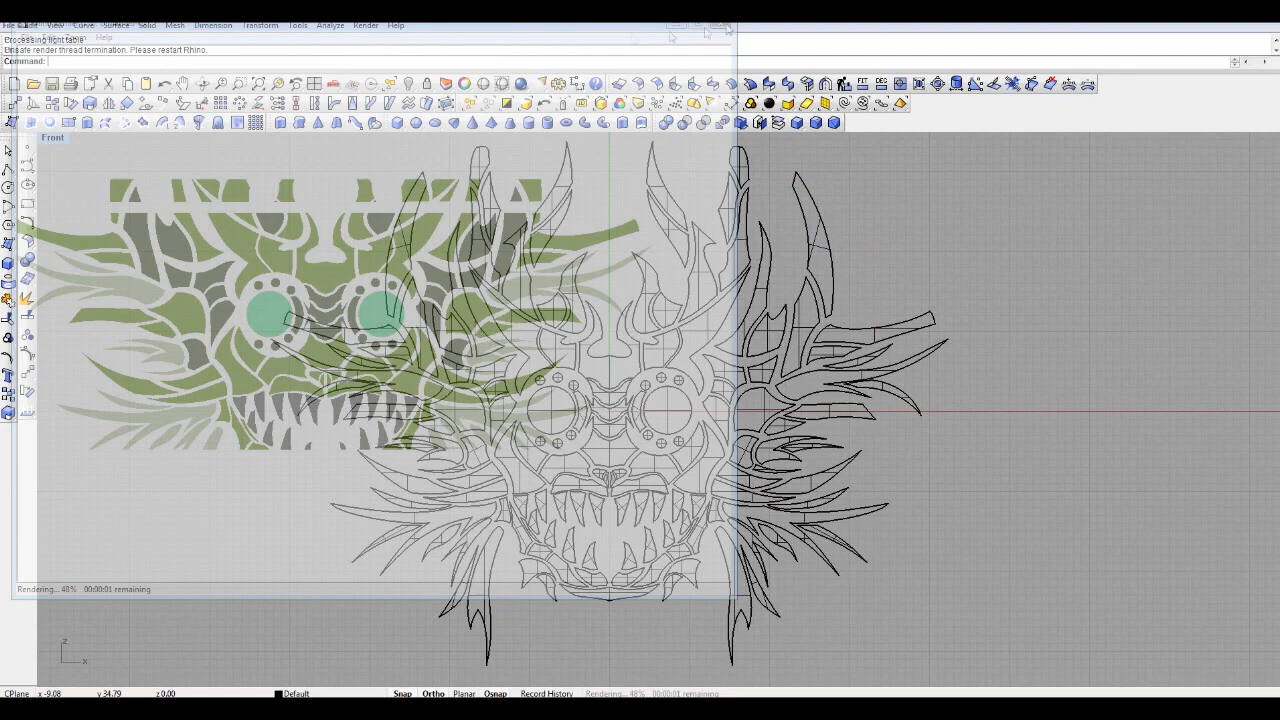 File Edit View Curve Surface Solid Mesh Dimension Transform Tools Analyze Render Help
Processing light table
Unsafe render thread termination. Please restart Rhino.
Command:
FIT DEG
Front
Rendering... 48% 00:00:01 remaining
z
x
CPlane x -9.08 y 34.79 z 0.00 Default Snap Ortho Planar Osnap Record History Rendering... 48% 00:00:01 remaining